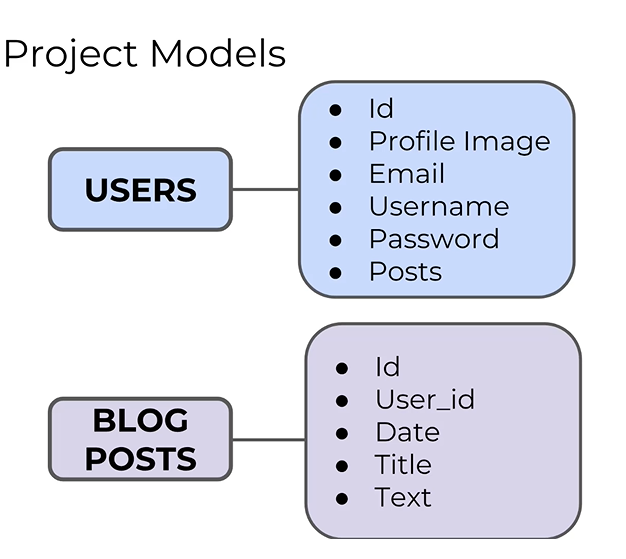 Project Models
USERS
● Id
● Profile Image
● Email
● Username
● Password
● Posts
BLOG
POSTS
● Id
● User_id
● Date
● Title
● Text